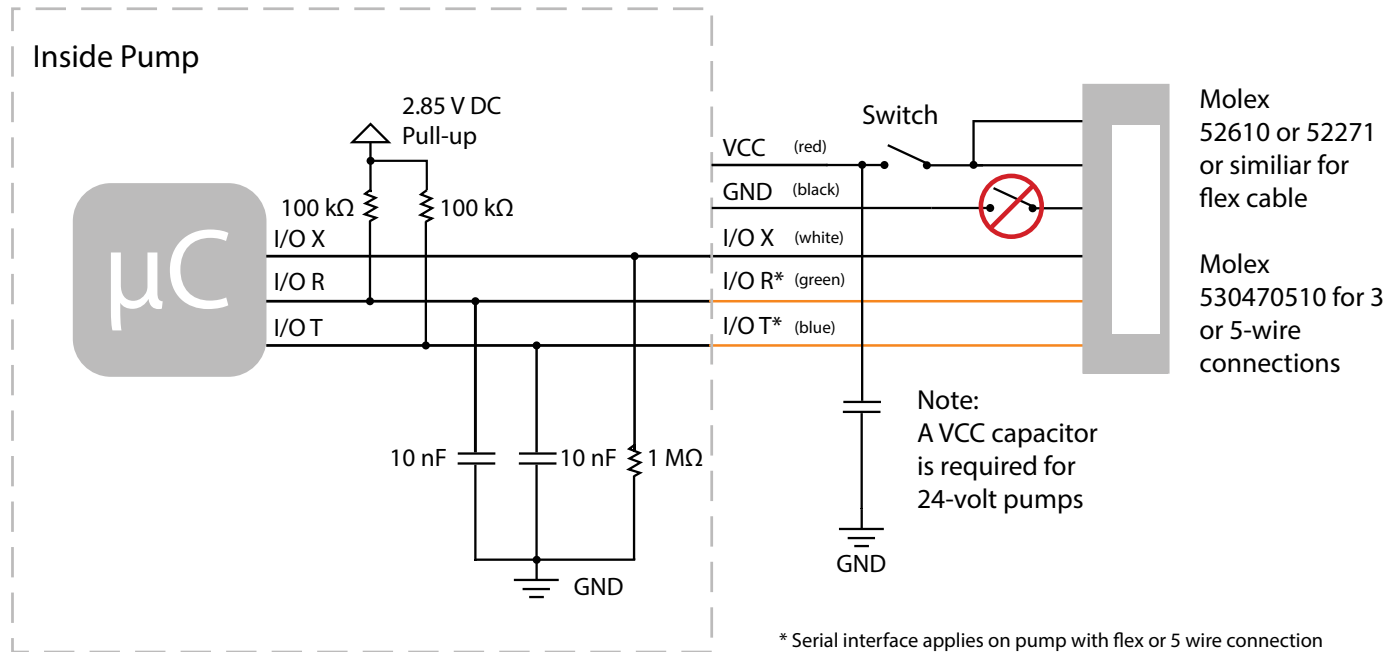 Inside Pump
2.85 V DC
Pull-up
100 kΩ
100 kΩ
µC
I/O X
I/O R
I/O T
10 nF
10 nF
1 MΩ
GND
VCC (red)
GND (black)
I/O X (white)
I/O R* (green)
I/O T* (blue)
Switch
Molex
52610 or 52271
or similiar for
flex cable
Molex
530470510 for 3
or 5-wire
connections
Note:
A VCC capacitor
is required for
24-volt pumps
GND
* Serial interface applies on pump with flex or 5 wire connection